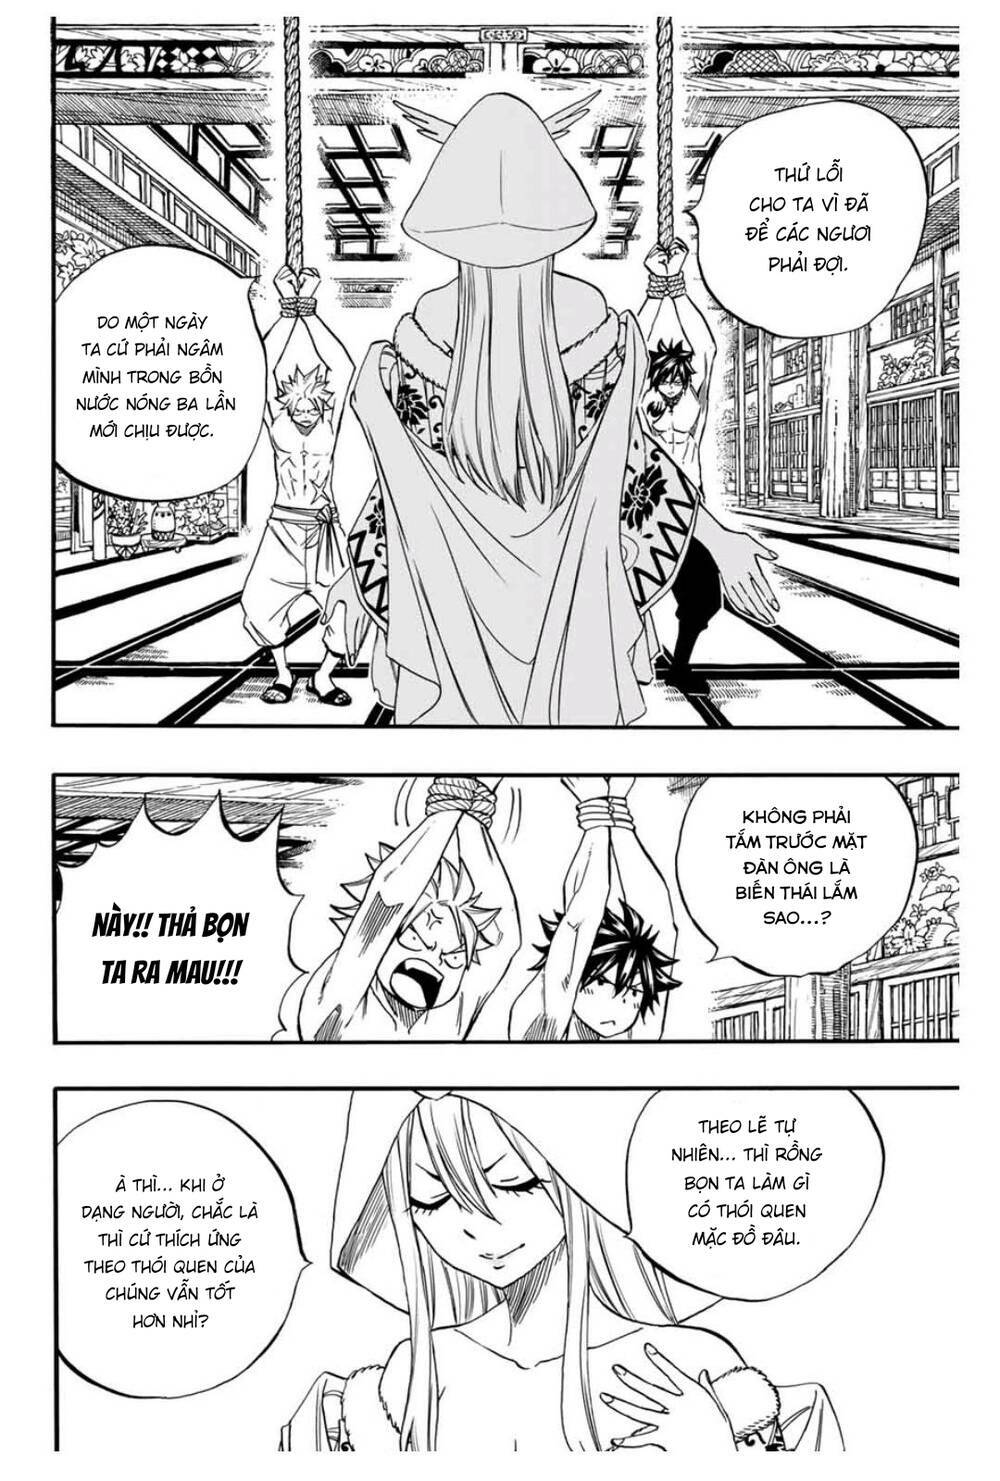 THỨ LỖI
CHO TA VÌ ĐÃ
ĐỂ CÁC NGƯƠI
PHẢI ĐỢI.
DO MỘT NGÀY
TA CỨ PHẢI NGÂM
MÌNH TRONG BỒN
NƯỚC NÓNG BA LẦN
MỚI CHỊU ĐƯỢC.
KHÔNG PHẢI
TẮM TRƯỚC MẶT
ĐÀN ÔNG LÀ
BIẾN THÁI LẮM
SAO...?
NÀY!! THẢ BỌN
TA RA MAU!!!
THEO LẼ TỰ
NHIÊN... THÌ RỒNG
BỌN TA LÀM GÌ
CÓ THÓI QUEN
MẶC ĐỒ ĐÂU.
À THÌ... KHI Ở
DẠNG NGƯỜI, CHẮC LÀ
THÌ CỨ THÍCH ỨNG
THEO THÓI QUEN CỦA
CHÚNG VẪN TỐT
HƠN NHỈ?